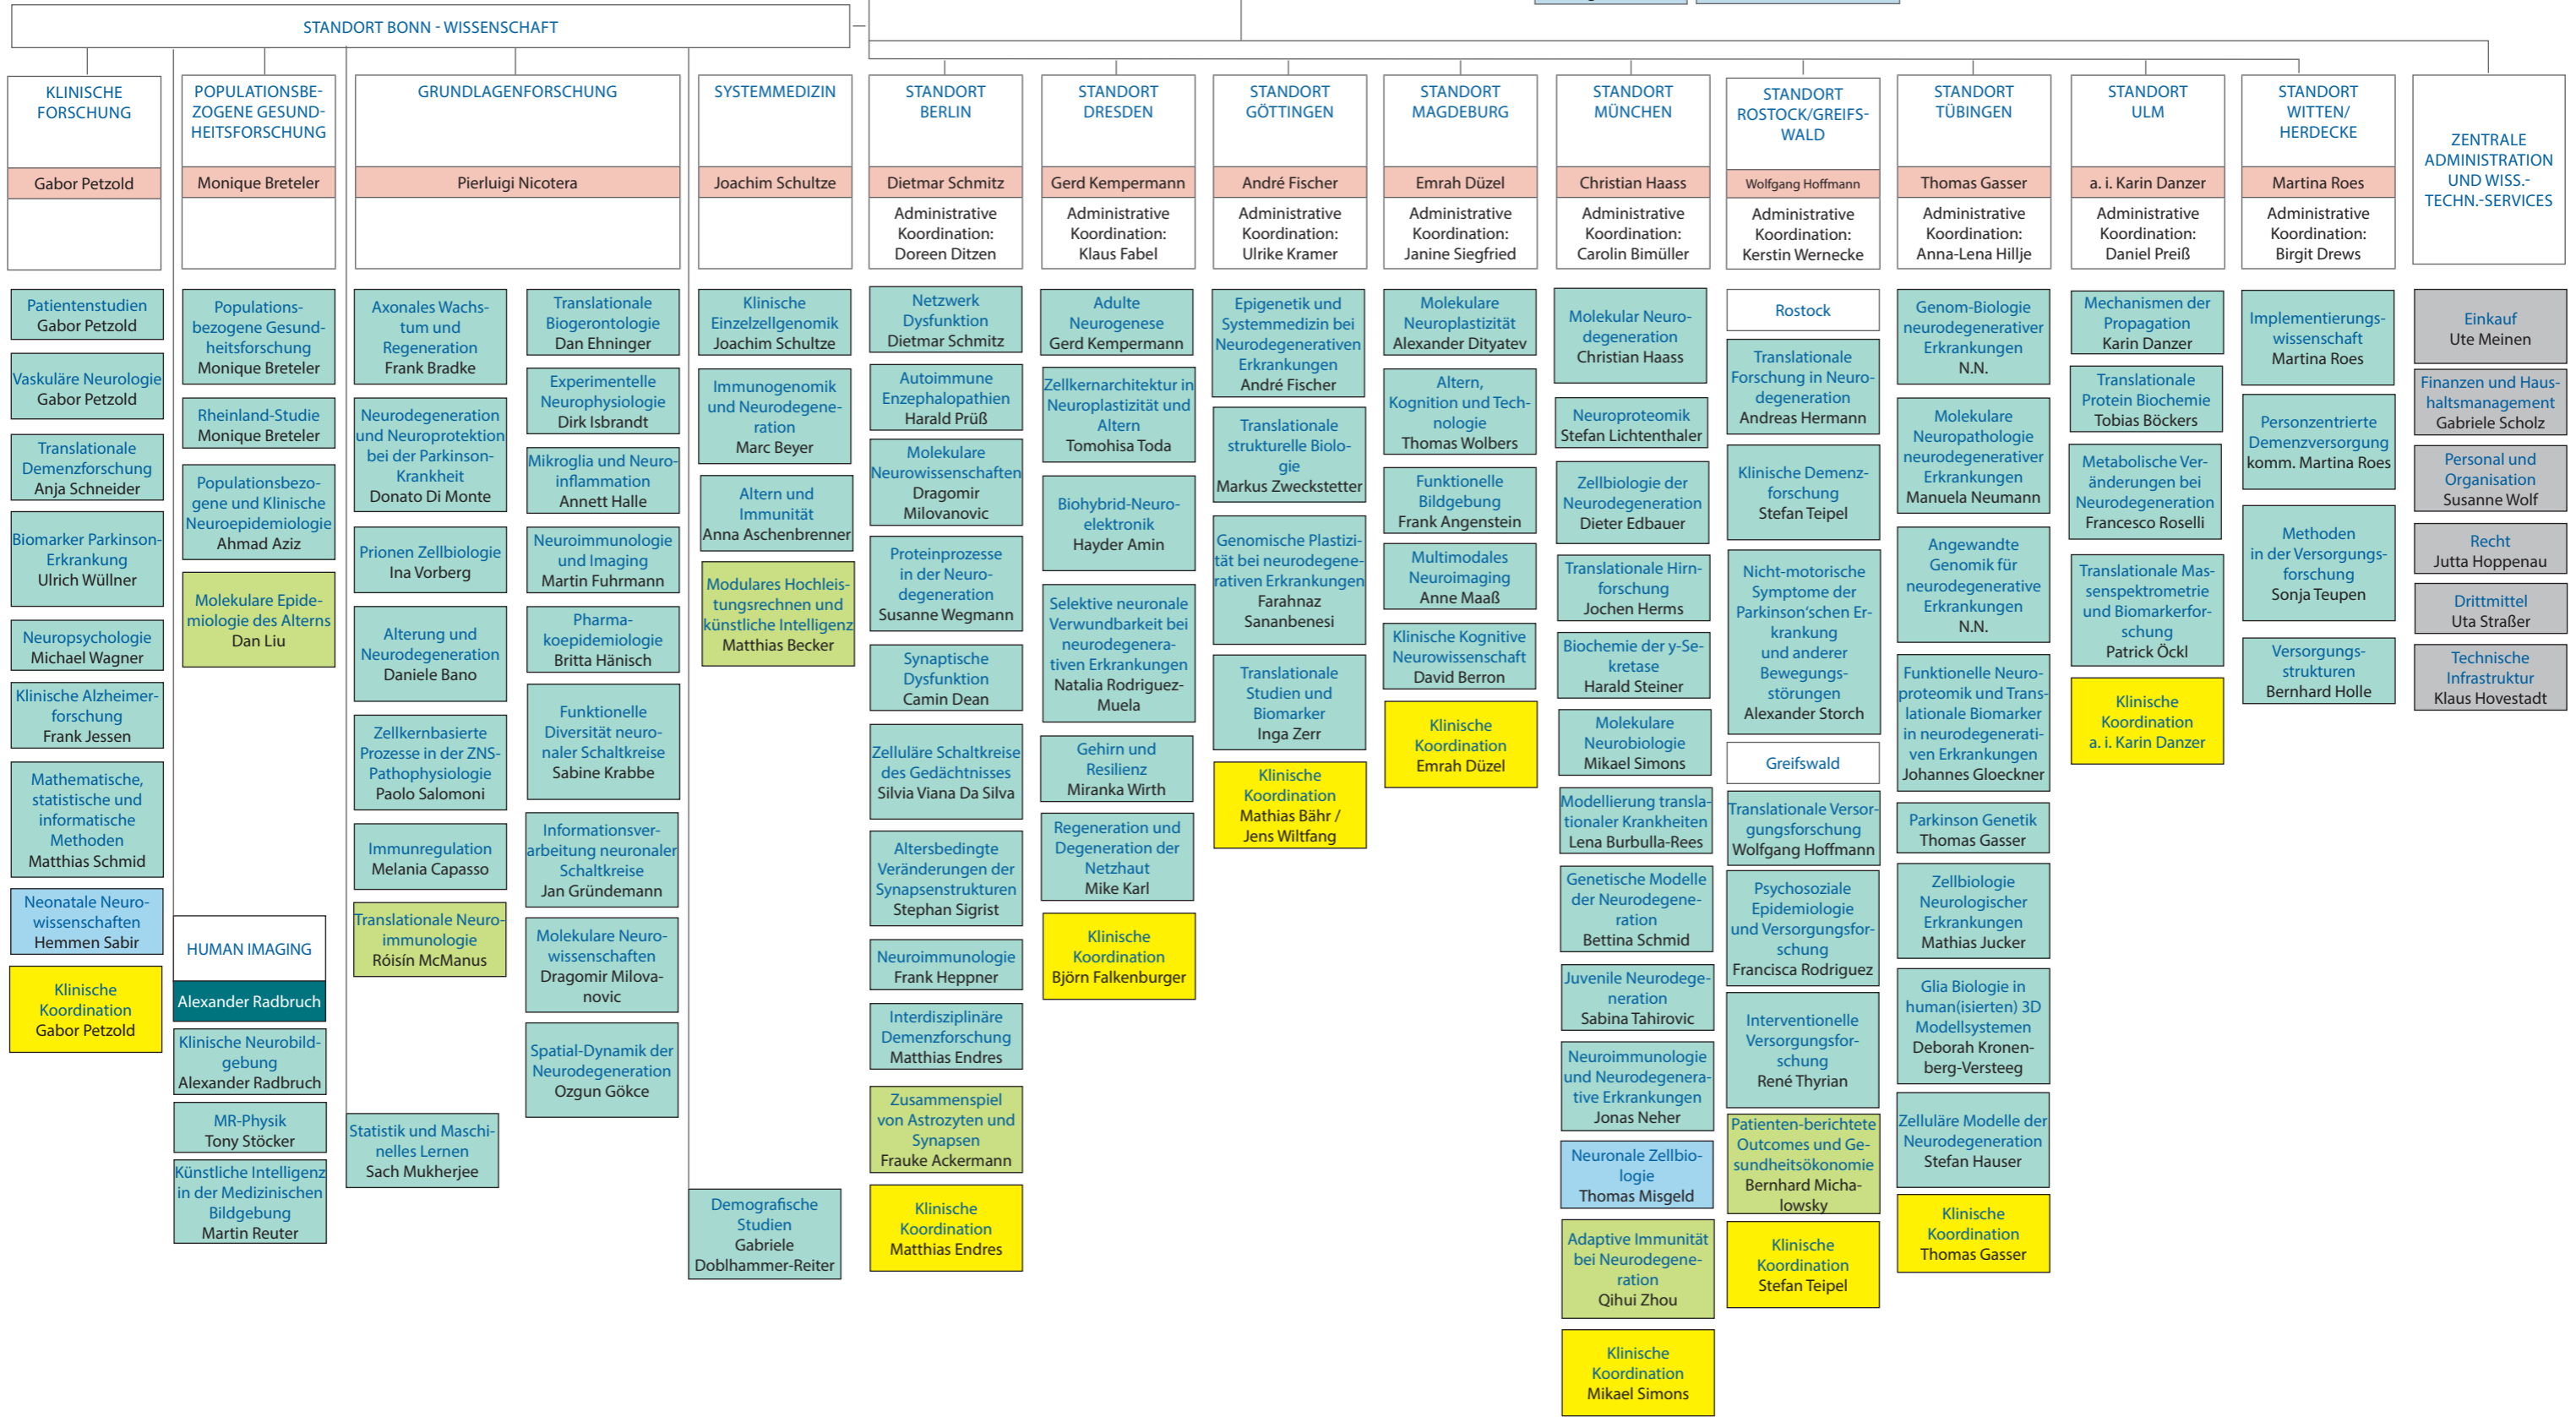 STANDORT BONN - WISSENSCHAFT
KLINISCHE
FORSCHUNG
Gabor Petzold
Patientenstudien
Gabor Petzold
Vaskuläre Neurologie
Gabor Petzold
Translationale
Demenzforschung
Anja Schneider
Biomarker Parkinson-
Erkrankung
Ulrich Wüllner
Neuropsychologie
Michael Wagner
Klinische Alzheimer-
forschung
Frank Jessen
Mathematische,
statistische und
informatische
Methoden
Matthias Schmid
Neonatale Neuro-
wissenschaften
Hemmen Sabir
Klinische
Koordination
Gabor Petzold
POPULATIONSBE-
ZOGENE GESUND-
HEITSFORSCHUNG
Monique Breteler
Populations-
bezogene Gesund-
heitsforschung
Monique Breteler
Rheinland-Studie
Monique Breteler
Populationsbezo-
gene und Klinische
Neuroepidemiologie
Ahmad Aziz
Molekulare Epide-
miologie des Alterns
Dan Liu
HUMAN IMAGING
Alexander Radbruch
Klinische Neurobild-
gebung
Alexander Radbruch
MR-Physik
Tony Stöcker
Künstliche Intelligenz
in der Medizinischen
Bildgebung
Martin Reuter
GRUNDLAGENFORSCHUNG
Pierluigi Nicotera
Axonales Wachs-
tum und
Regeneration
Frank Bradke
Neurodegeneration
und Neuroprotektion
bei der Parkinson-
Krankheit
Donato Di Monte
Prionen Zellbiologie
Ina Vorberg
Alterung und
Neurodegeneration
Daniele Bano
Zellkernbasierte
Prozesse in der ZNS-
Pathophysiologie
Paolo Salomoni
Immunregulation
Melania Capasso
Translationale Neuro-
immunologie
Róisín McManus
Statistik und Maschi-
nelles Lernen
Sach Mukherjee
Translationale
Biogerontologie
Dan Ehninger
Experimentelle
Neurophysiologie
Dirk Isbrandt
Mikroglia und Neuro-
inflammation
Annett Halle
Neuroimmunologie
und Imaging
Martin Fuhrmann
Pharma-
koepidemiologie
Britta Hänisch
Funktionelle
Diversität neuro-
naler Schaltkreise
Sabine Krabbe
Informationsver-
arbeitung neuronaler
Schaltkreise
Jan Gründemann
Molekulare Neuro-
wissenschaften
Dragomir Milova-
novic
Spatial-Dynamik der
Neurodegeneration
Ozgun Gökce
SYSTEMMEDIZIN
Joachim Schultze
Klinische
Einzelzellgenomik
Joachim Schultze
Immunogenomik
und Neurodegene-
ration
Marc Beyer
Altern und
Immunität
Anna Aschenbrenner
Modulares Hochleis-
tungsrechnen und
künstliche Intelligenz
Matthias Becker
Demografische
Studien
Gabriele
Doblhammer-Reiter
STANDORT
BERLIN
Dietmar Schmitz
Administrative
Koordination:
Doreen Ditzen
Netzwerk
Dysfunktion
Dietmar Schmitz
Autoimmune
Enzephalopathien
Harald Prüß
Molekulare
Neurowissenschaften
Dragomir
Milovanovic
Proteinprozesse
in der Neuro-
degeneration
Susanne Wegmann
Synaptische
Dysfunktion
Camin Dean
Zelluläre Schaltkreise
des Gedächtnisses
Silvia Viana Da Silva
Altersbedingte
Veränderungen der
Synapsenstrukturen
Stephan Sigrist
Neuroimmunologie
Frank Heppner
Interdisziplinäre
Demenzforschung
Matthias Endres
Zusammenspiel
von Astrozyten und
Synapsen
Frauke Ackermann
Klinische
Koordination
Matthias Endres
STANDORT
DRESDEN
Gerd Kempermann
Administrative
Koordination:
Klaus Fabel
Adulte
Neurogenese
Gerd Kempermann
Zellkernarchitektur in
Neuroplastizität und
Altern
Tomohisa Toda
Biohybrid-Neuro-
elektronik
Hayder Amin
Selektive neuronale
Verwundbarkeit bei
neurodegenera-
tiven Erkrankungen
Natalia Rodriguez-
Muela
Gehirn und
Resilienz
Miranka Wirth
Regeneration und
Degeneration der
Netzhaut
Mike Karl
Klinische
Koordination
Björn Falkenburger
STANDORT
GÖTTINGEN
André Fischer
Administrative
Koordination:
Ulrike Kramer
Epigenetik und
Systemmedizin bei
Neurodegenerativen
Erkrankungen
André Fischer
Translationale
strukturelle Biolo-
gie
Markus Zweckstetter
Genomische Plastizi-
tät bei neurodegene-
rativen Erkrankungen
Farahnaz
Sananbenesi
Translationale
Studien und
Biomarker
Inga Zerr
Klinische
Koordination
Mathias Bähr /
Jens Wiltfang
STANDORT
MAGDEBURG
Emrah Düzel
Administrative
Koordination:
Janine Siegfried
Molekulare
Neuroplastizität
Alexander Dityatev
Altern,
Kognition und Tech-
nologie
Thomas Wolbers
Funktionelle
Bildgebung
Frank Angenstein
Multimodales
Neuroimaging
Anne Maaß
Klinische Kognitive
Neurowissenschaft
David Berron
Klinische
Koordination
Emrah Düzel
STANDORT
MÜNCHEN
Christian Haass
Administrative
Koordination:
Carolin Bimüller
Molekular Neuro-
degeneration
Christian Haass
Neuroproteomik
Stefan Lichtenthaler
Zellbiologie der
Neurodegeneration
Dieter Edbauer
Translationale Hirn-
forschung
Jochen Herms
Biochemie der y-Se-
kretase
Harald Steiner
Molekulare
Neurobiologie
Mikael Simons
Modellierung transla-
tionaler Krankheiten
Lena Burbulla-Rees
Genetische Modelle
der Neurodegene-
ration
Bettina Schmid
Juvenile Neurodege-
neration
Sabina Tahirovic
Neuroimmunologie
und Neurodegenera-
tive Erkrankungen
Jonas Neher
Neuronale Zellbio-
logie
Thomas Misgeld
Adaptive Immunität
bei Neurodegene-
ration
Qihui Zhou
Klinische
Koordination
Mikael Simons
STANDORT
ROSTOCK/GREIFS-
WALD
Wolfgang Hoffmann
Administrative
Koordination:
Kerstin Wernecke
Rostock
Translationale
Forschung in Neuro-
degeneration
Andreas Hermann
Klinische Demenz-
forschung
Stefan Teipel
Nicht-motorische
Symptome der
Parkinson'schen Er-
krankung
und anderer
Bewegungs-
störungen
Alexander Storch
Greifswald
Translationale Versor-
gungsforschung
Wolfgang Hoffmann
Psychosoziale
Epidemiologie
und Versorgungsfor-
schung
Francisca Rodriguez
Interventionelle
Versorgungsfor-
schung
René Thyrian
Patienten-berichtete
Outcomes und Ge-
sundheitsökonomie
Bernhard Micha-
lowsky
Klinische
Koordination
Stefan Teipel
STANDORT
TÜBINGEN
Thomas Gasser
Administrative
Koordination:
Anna-Lena Hillje
Genom-Biologie
neurodegenerativer
Erkrankungen
N.N.
Molekulare
Neuropathologie
neurodegenerativer
Erkrankungen
Manuela Neumann
Angewandte
Genomik für
neurodegenerative
Erkrankungen
N.N.
Funktionelle Neuro-
proteomik und Trans-
lationale Biomarker
in neurodegenerati-
ven Erkrankungen
Johannes Gloeckner
Parkinson Genetik
Thomas Gasser
Zellbiologie
Neurologischer
Erkrankungen
Mathias Jucker
Glia Biologie in
human(isierten) 3D
Modellsystemen
Deborah Kronen-
berg-Versteeg
Zelluläre Modelle der
Neurodegeneration
Stefan Hauser
Klinische
Koordination
Thomas Gasser
STANDORT
ULM
a. i. Karin Danzer
Administrative
Koordination:
Daniel Preiß
Mechanismen der
Propagation
Karin Danzer
Translationale
Protein Biochemie
Tobias Böckers
Metabolische Ver-
änderungen bei
Neurodegeneration
Francesco Roselli
Translationale Mas-
senspektrometrie
und Biomarkerfor-
schung
Patrick Öckl
Klinische
Koordination
a. i. Karin Danzer
STANDORT
WITTEN/
HERDECKE
Martina Roes
Administrative
Koordination:
Birgit Drews
Implementierungs-
wissenschaft
Martina Roes
Personzentrierte
Demenzversorgung
komm. Martina Roes
Methoden
in der Versorgungs-
forschung
Sonja Teupen
Versorgungs-
strukturen
Bernhard Holle
ZENTRALE
ADMINISTRATION
UND WISS.-
TECHN.-SERVICES
Einkauf
Ute Meinen
Finanzen und Haus-
haltsmanagement
Gabriele Scholz
Personal und
Organisation
Susanne Wolf
Recht
Jutta Hoppenau
Drittmittel
Uta Straßer
Technische
Infrastruktur
Klaus Hovestadt